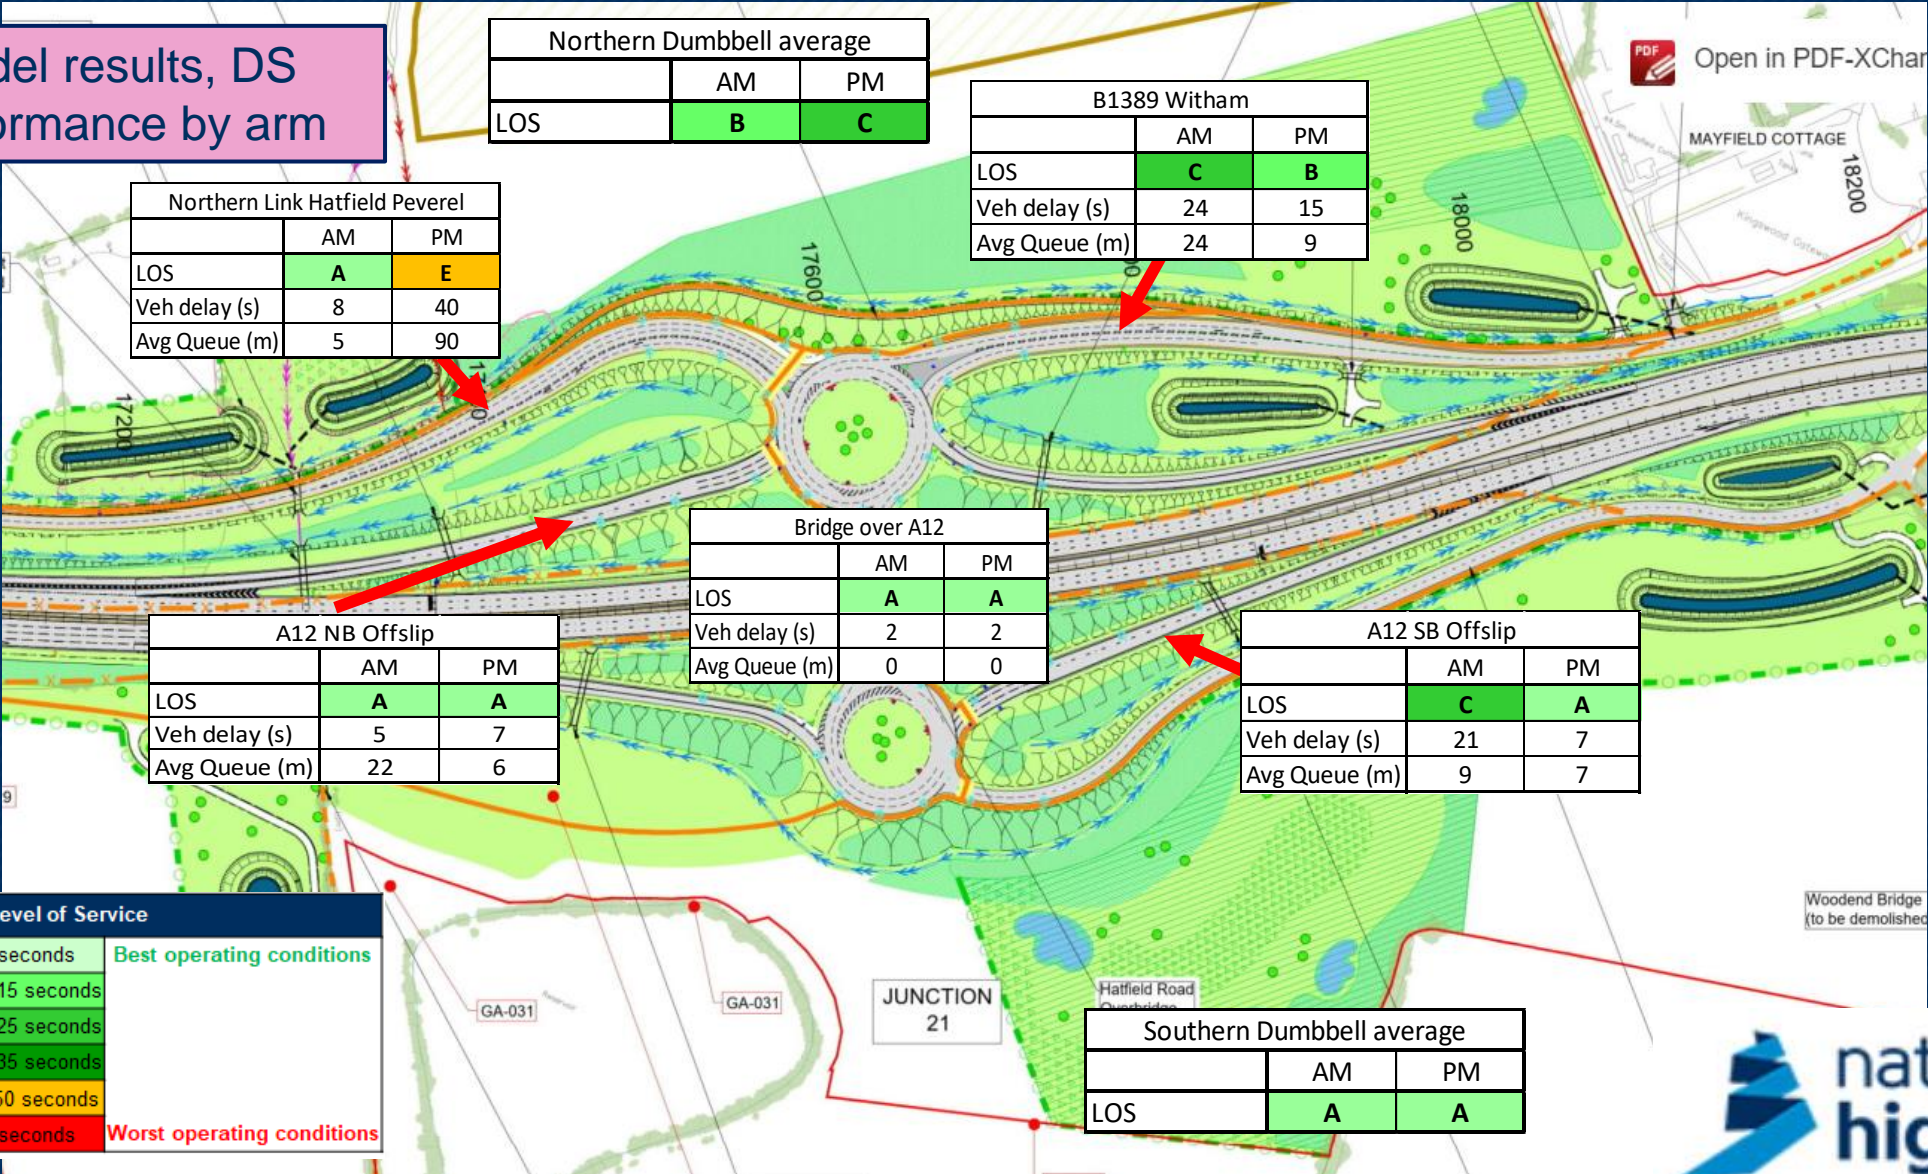 del results, DS
ormance by arm
Northern Dumbbell average
AM PM
LOS B C
Open in PDF-XChar
B1389 Witham
AM PM
LOS C B
Veh delay (s) 24 15
Avg Queue (m) 24 9
MAYFIELD COTTAGE
18200
18000
Northern Link Hatfield Peverel
AM PM
LOS A E
Veh delay (s) 8 40
Avg Queue (m) 5 90
17600
17200
Bridge over A12
AM PM
LOS A A
Veh delay (s) 2 2
Avg Queue (m) 0 0
A12 NB Offslip
AM PM
LOS A A
Veh delay (s) 5 7
Avg Queue (m) 22 6
A12 SB Offslip
AM PM
LOS C A
Veh delay (s) 21 7
Avg Queue (m) 9 7
evel of Service
seconds Best operating conditions
15 seconds
25 seconds
35 seconds
50 seconds
seconds Worst operating conditions
GA-031
GA-031
JUNCTION
21
Hatfield Road
Overbridge
Woodend Bridge
(to be demolished
Southern Dumbbell average
AM PM
LOS A A
nat
hig